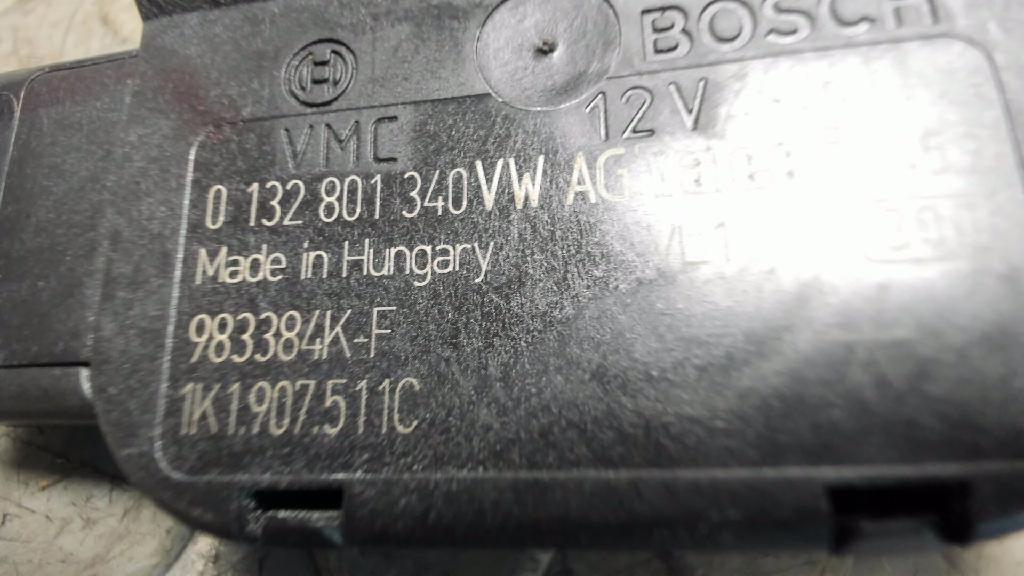 BOSCH
VMC 12V
0 132 801 340 VW AG
Made in Hungary
983384K-F
1K1.907.511C